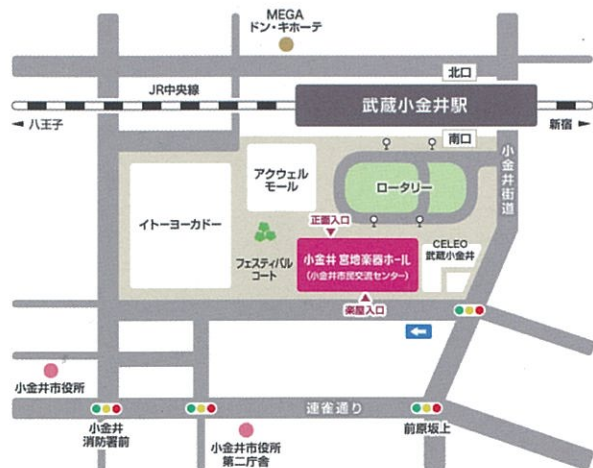 MEGA
ドン・キホーテ
北口
JR中央線
武蔵小金井駅
八王子
新宿
南口
小金井街道
アクウェル
モール
ロータリー
イトーヨーカドー
正面入口
フェスティバル
コート
小金井 宮地楽器ホール
(小金井市民交流センター)
CELEO
武蔵小金井
楽屋入口
小金井市役所
連雀通り
小金井
消防署前
小金井市役所
第二庁舎
前原坂上